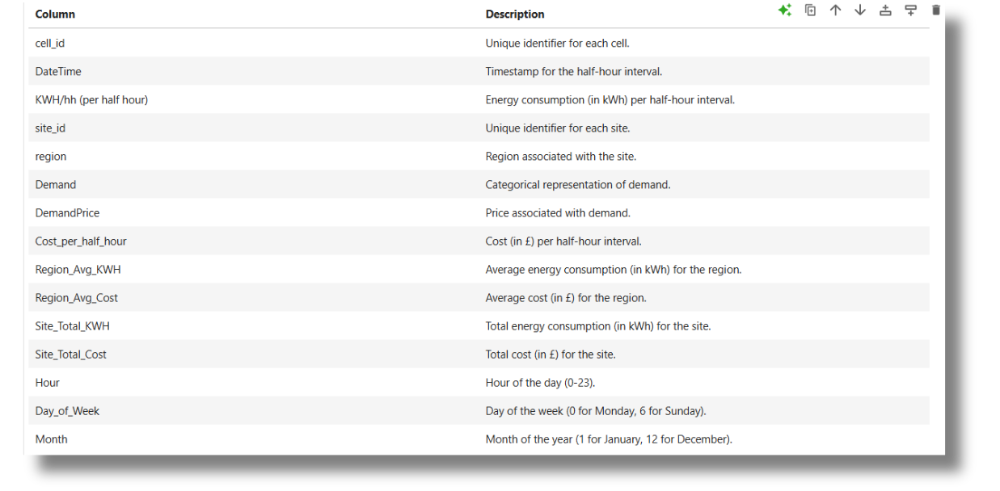 Column Description
cell_id Unique identifier for each cell.
DateTime Timestamp for the half-hour interval.
KWH/hh (per half hour) Energy consumption (in kWh) per half-hour interval.
site_id Unique identifier for each site.
region Region associated with the site.
Demand Categorical representation of demand.
DemandPrice Price associated with demand.
Cost_per_half_hour Cost (in £) per half-hour interval.
Region_Avg_KWH Average energy consumption (in kWh) for the region.
Region_Avg_Cost Average cost (in £) for the region.
Site_Total_KWH Total energy consumption (in kWh) for the site.
Site_Total_Cost Total cost (in £) for the site.
Hour Hour of the day (0-23).
Day_of_Week Day of the week (0 for Monday, 6 for Sunday).
Month Month of the year (1 for January, 12 for December).